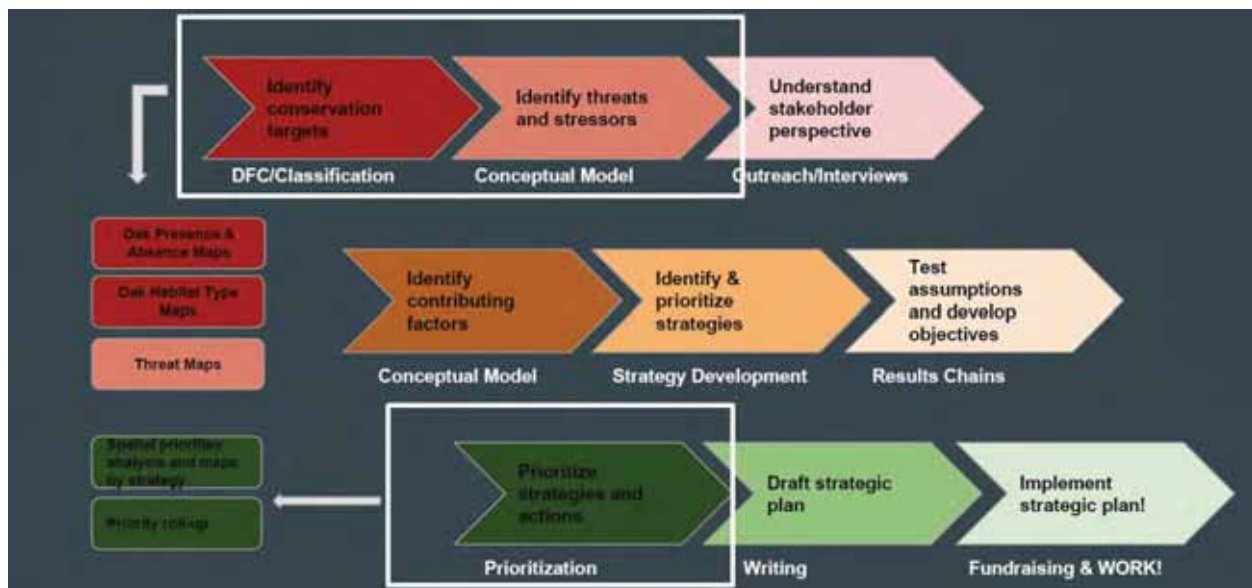 Identify
conservation
targets
Identify threats
and stressors
Understand
stakeholder
perspective
DFC/Classification
Conceptual Model
Outreach/Interviews
Oak Presence &
Absence Maps
Oak Habitat Type
Maps
Threat Maps
Identify
contributing
factors
Identify &
prioritize
strategies
Test
assumptions
and develop
objectives
Conceptual Model
Strategy Development
Results Chains
Spatial priorities
analysis and maps
by strategy
Priority roll-up
Prioritize
strategies and
actions
Draft strategic
plan
Implement
strategic plan!
Prioritization
Writing
Fundraising & WORK!